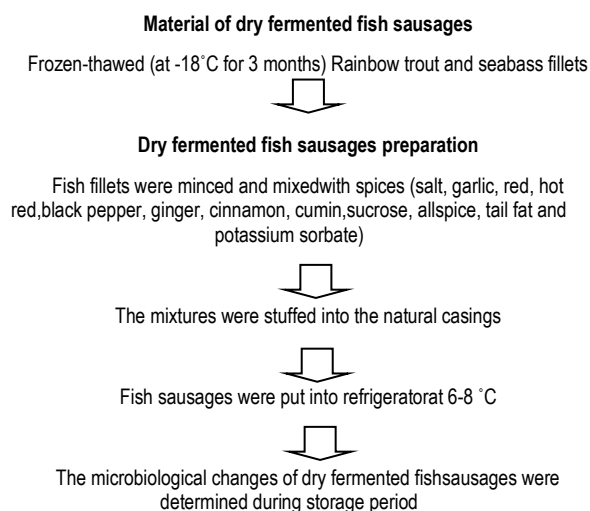 Material of dry fermented fish sausages
Frozen-thawed (at -18˚C for 3 months) Rainbow trout and seabass fillets
Dry fermented fish sausages preparation
Fish fillets were minced and mixedwith spices (salt, garlic, red, hot
red,black pepper, ginger, cinnamon, cumin,sucrose, allspice, tail fat and
potassium sorbate)
The mixtures were stuffed into the natural casings
Fish sausages were put into refrigeratorat 6-8 ˚C
The microbiological changes of dry fermented fishsausages were
determined during storage period